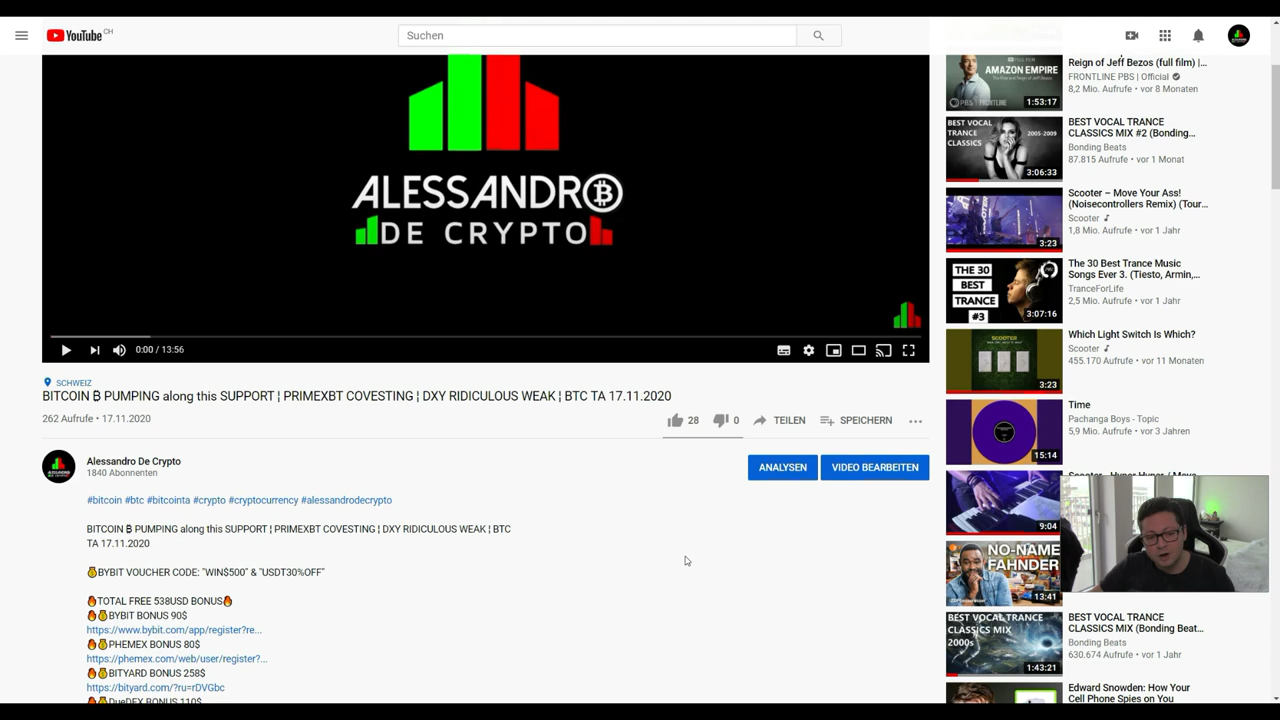 YouTube CH
Suchen
ALESSANDRO
DE CRYPTO
0:00 / 13:56
SCHWEIZ
BITCOIN ₿ PUMPING along this SUPPORT ¦ PRIMEXBT COVESTING ¦ DXY RIDICULOUS WEAK ¦ BTC TA 17.11.2020
262 Aufrufe • 17.11.2020
28
0
TEILEN
SPEICHERN
Alessandro De Crypto
1840 Abonnenten
ANALYSEN
VIDEO BEARBEITEN
#bitcoin #btc #bitcointa #crypto #cryptocurrency #alessandrodecrypto
BITCOIN ₿ PUMPING along this SUPPORT ¦ PRIMEXBT COVESTING ¦ DXY RIDICULOUS WEAK ¦ BTC
TA 17.11.2020
💰BYBIT VOUCHER CODE: "WIN$500" & "USDT30%OFF"
🔥TOTAL FREE 538USD BONUS🔥
🔥💰BYBIT BONUS 90$
https://www.bybit.com/app/register?re...
🔥💰PHEMEX BONUS 80$
https://phemex.com/web/user/register?...
🔥💰BITYARD BONUS 258$
https://bityard.com/?ru=rDVGbc
🔥💰DueDEX BONUS 110$
AMAZON EMPIRE
PBS FRONTLINE
1:53:17
Reign of Jeff Bezos (full film) |...
FRONTLINE PBS | Official
8,2 Mio. Aufrufe • vor 8 Monaten
BEST VOCAL
TRANCE
CLASSICS
2005-2009
3:06:33
BEST VOCAL TRANCE
CLASSICS MIX #2 (Bonding...
Bonding Beats
87.815 Aufrufe • vor 1 Monat
3:23
Scooter – Move Your Ass!
(Noisecontrollers Remix) (Tour...
Scooter
1,8 Mio. Aufrufe • vor 1 Jahr
THE 30
BEST
TRANCE
#3
3:07:16
The 30 Best Trance Music
Songs Ever 3. (Tiesto, Armin,...
TranceForLife
2,5 Mio. Aufrufe • vor 1 Jahr
SCOOTER
3:23
Which Light Switch Is Which?
Scooter
455.170 Aufrufe • vor 11 Monaten
15:14
Time
Pachanga Boys - Topic
5,9 Mio. Aufrufe • vor 3 Jahren
9:04
Scooter - Hyper Hyper / Move
NO-NAME
FAHNDER
13:41
BEST VOCAL TRANCE
CLASSICS MIX
2000s
1:43:21
BEST VOCAL TRANCE
CLASSICS MIX (Bonding Beat...
Bonding Beats
630.674 Aufrufe • vor 1 Jahr
Edward Snowden: How Your
Cell Phone Spies on You